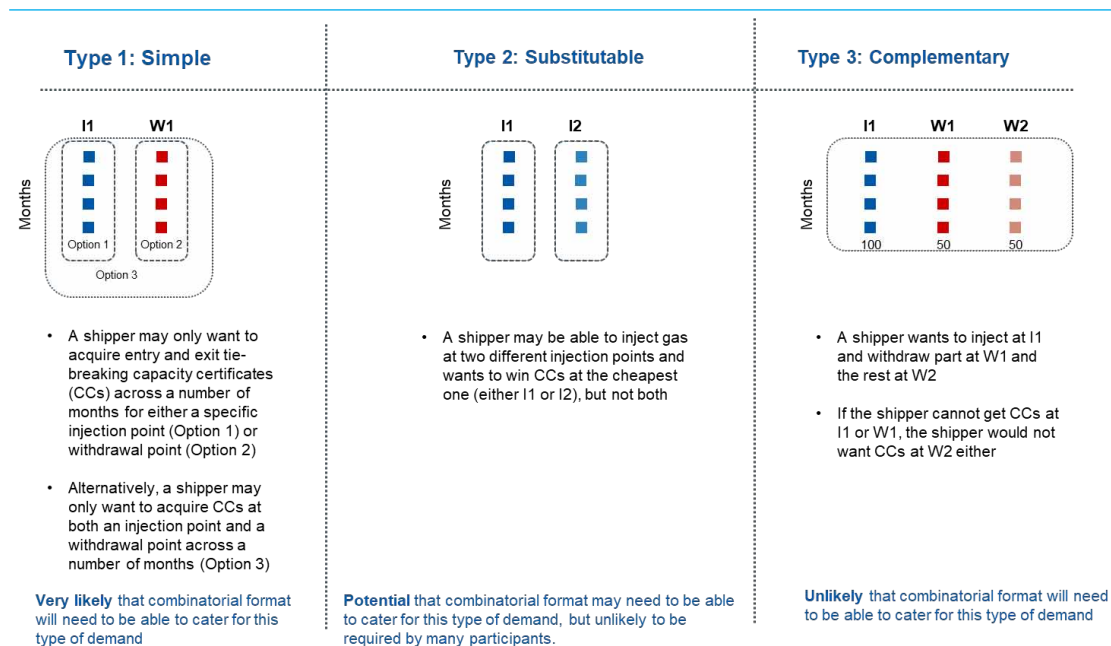 Type 1: Simple
I1
W1
Months
Option 1
Option 2
Option 3
• A shipper may only want to
acquire entry and exit tie-
breaking capacity certificates
(CCs) across a number of
months for either a specific
injection point (Option 1) or
withdrawal point (Option 2)
• Alternatively, a shipper may
only want to acquire CCs at
both an injection point and a
withdrawal point across a
number of months (Option 3)
Very likely that combinatorial format
will need to be able to cater for this
type of demand
Type 2: Substitutable
I1
I2
Months
• A shipper may be able to inject gas
at two different injection points and
wants to win CCs at the cheapest
one (either I1 or I2), but not both
Potential that combinatorial format may need to be able
to cater for this type of demand, but unlikely to be
required by many participants.
Type 3: Complementary
I1
W1
W2
Months
100
50
50
• A shipper wants to inject at I1
and withdraw part at W1 and
the rest at W2
• If the shipper cannot get CCs at
I1 or W1, the shipper would not
want CCs at W2 either
Unlikely that combinatorial format will need
to be able to cater for this type of demand